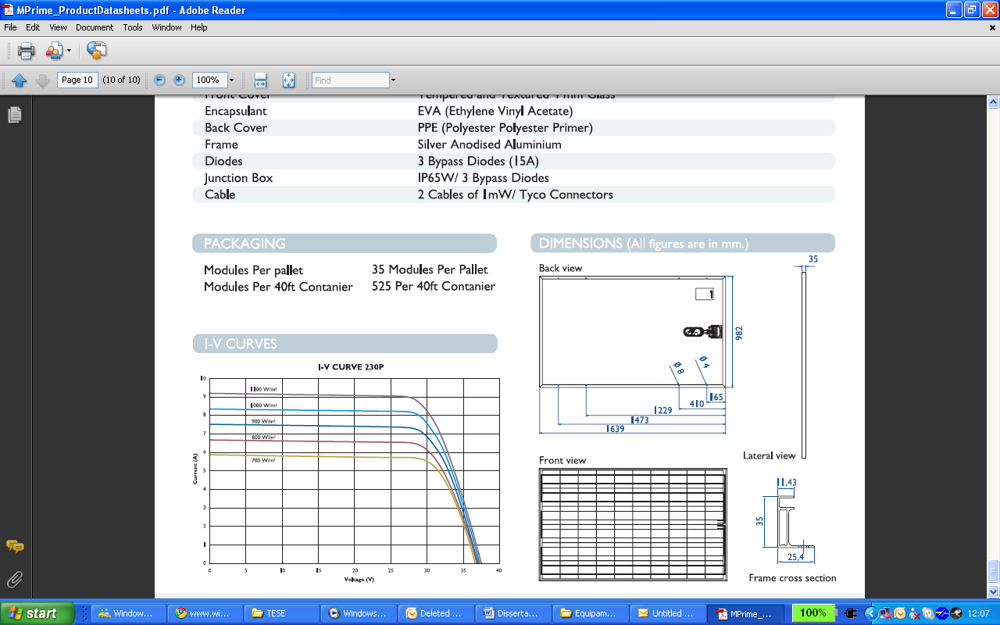 MPrime_ProductDatasheets.pdf - Adobe Reader
File Edit View Document Tools Window Help
Page 10 (10 of 10) 100% Find
Front Cover Tempered and Textured 4 mm Glass
Encapsulant EVA (Ethylene Vinyl Acetate)
Back Cover PPE (Polyester Polyester Primer)
Frame Silver Anodised Aluminium
Diodes 3 Bypass Diodes (15A)
Junction Box IP65W/ 3 Bypass Diodes
Cable 2 Cables of 1mW/ Tyco Connectors
PACKAGING
Modules Per pallet 35 Modules Per Pallet
Modules Per 40ft Contanier 525 Per 40ft Contanier
I-V CURVES
I-V CURVE 230P
10
9
8
7
6
5
4
3
2
1
0
Current (A)
1100 W/m²
1000 W/m²
900 W/m²
800 W/m²
700 W/m²
0 5 10 15 20 25 30 35 40
Voltage (V)
DIMENSIONS (All figures are in mm.)
Back view
35
1
982
Ø 8
Ø 4
165
410
1229
1473
1639
Lateral view
Front view
11,43
35
25,4
Frame cross section
start Window... www.wi... TESE Windows... Deleted ... Disserta... Equipam... Untitled ... MPrime_... 100% 12:07